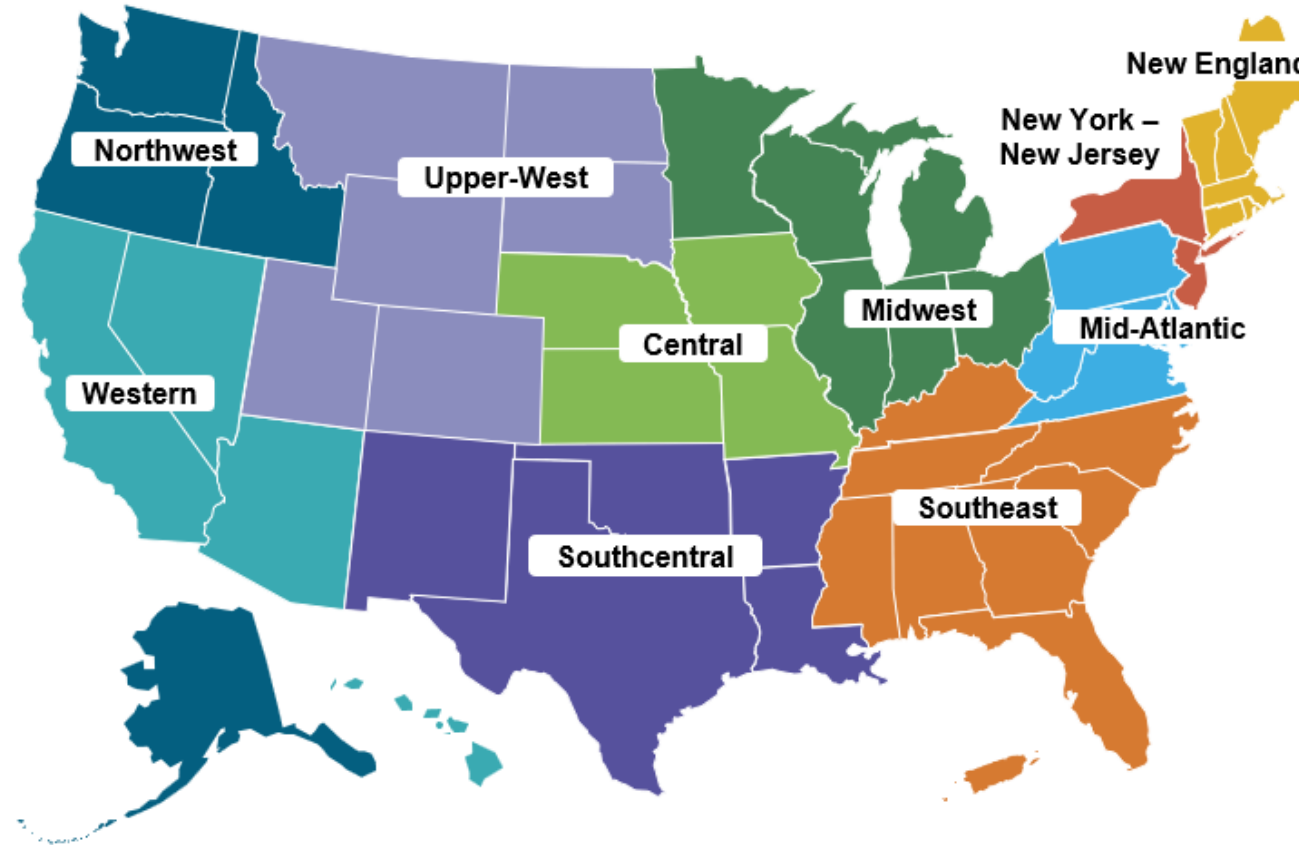 New England
New York –
New Jersey
Northwest
Upper-West
Midwest
Mid-Atlantic
Central
Western
Southeast
Southcentral